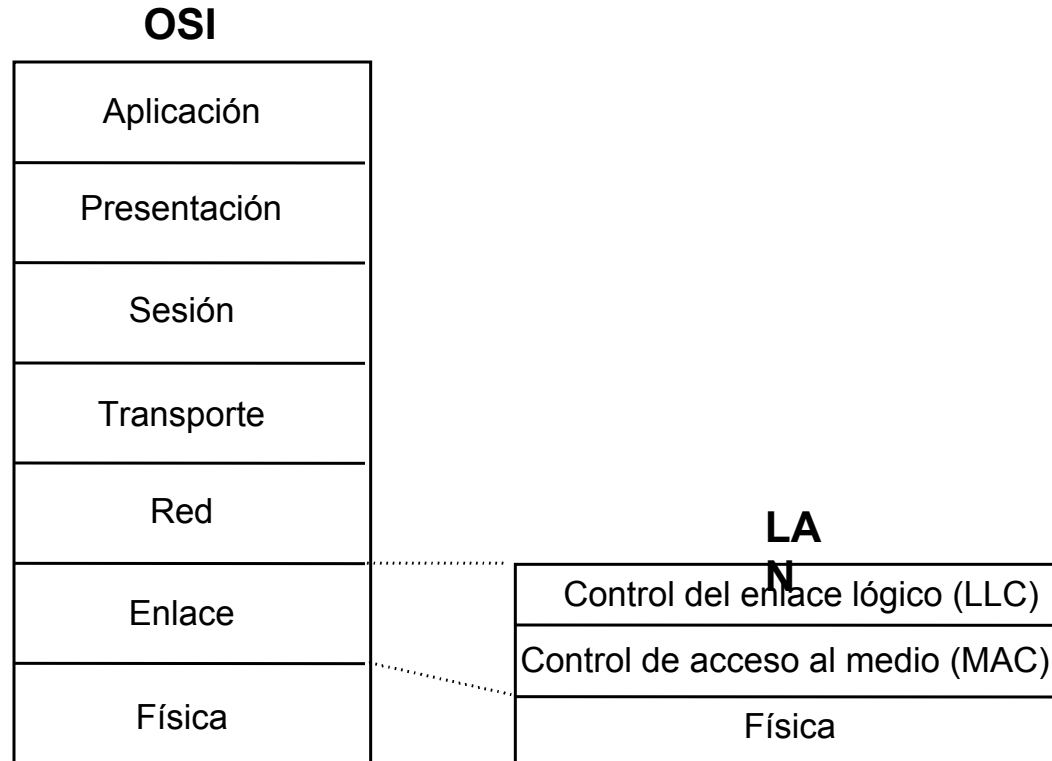 OSI
Aplicación
Presentación
Sesión
Transporte
Red
Enlace
Física
LA
N
Control del enlace lógico (LLC)
Control de acceso al medio (MAC)
Física